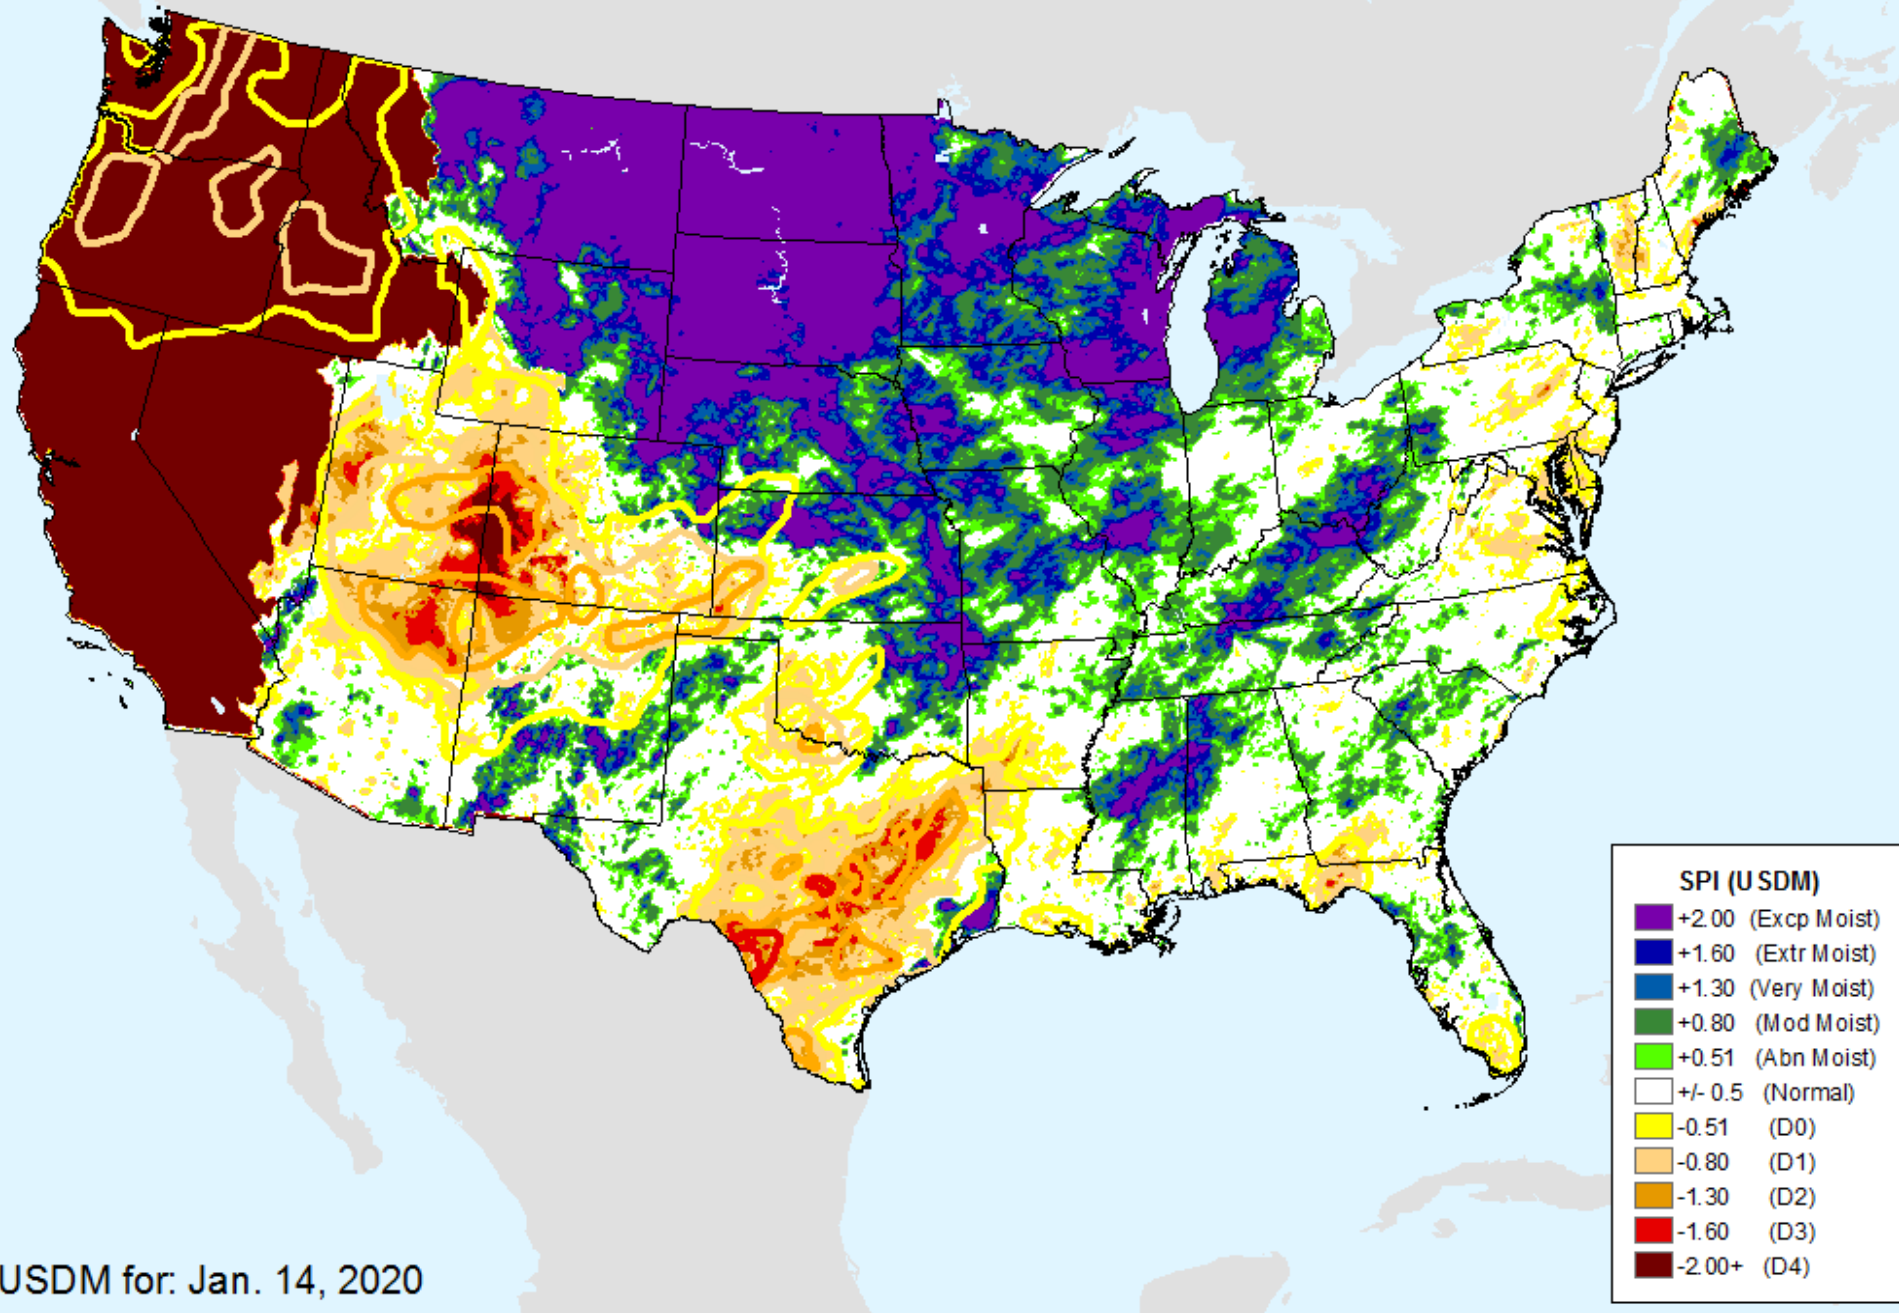 SPI (USDM)
+2.00 (Excp Moist)
+1.60 (Extr Moist)
+1.30 (Very Moist)
+0.80 (Mod Moist)
+0.51 (Abn Moist)
+/- 0.5 (Normal)
-0.51 (D0)
-0.80 (D1)
-1.30 (D2)
-1.60 (D3)
-2.00+ (D4)
USDM for: Jan. 14, 2020